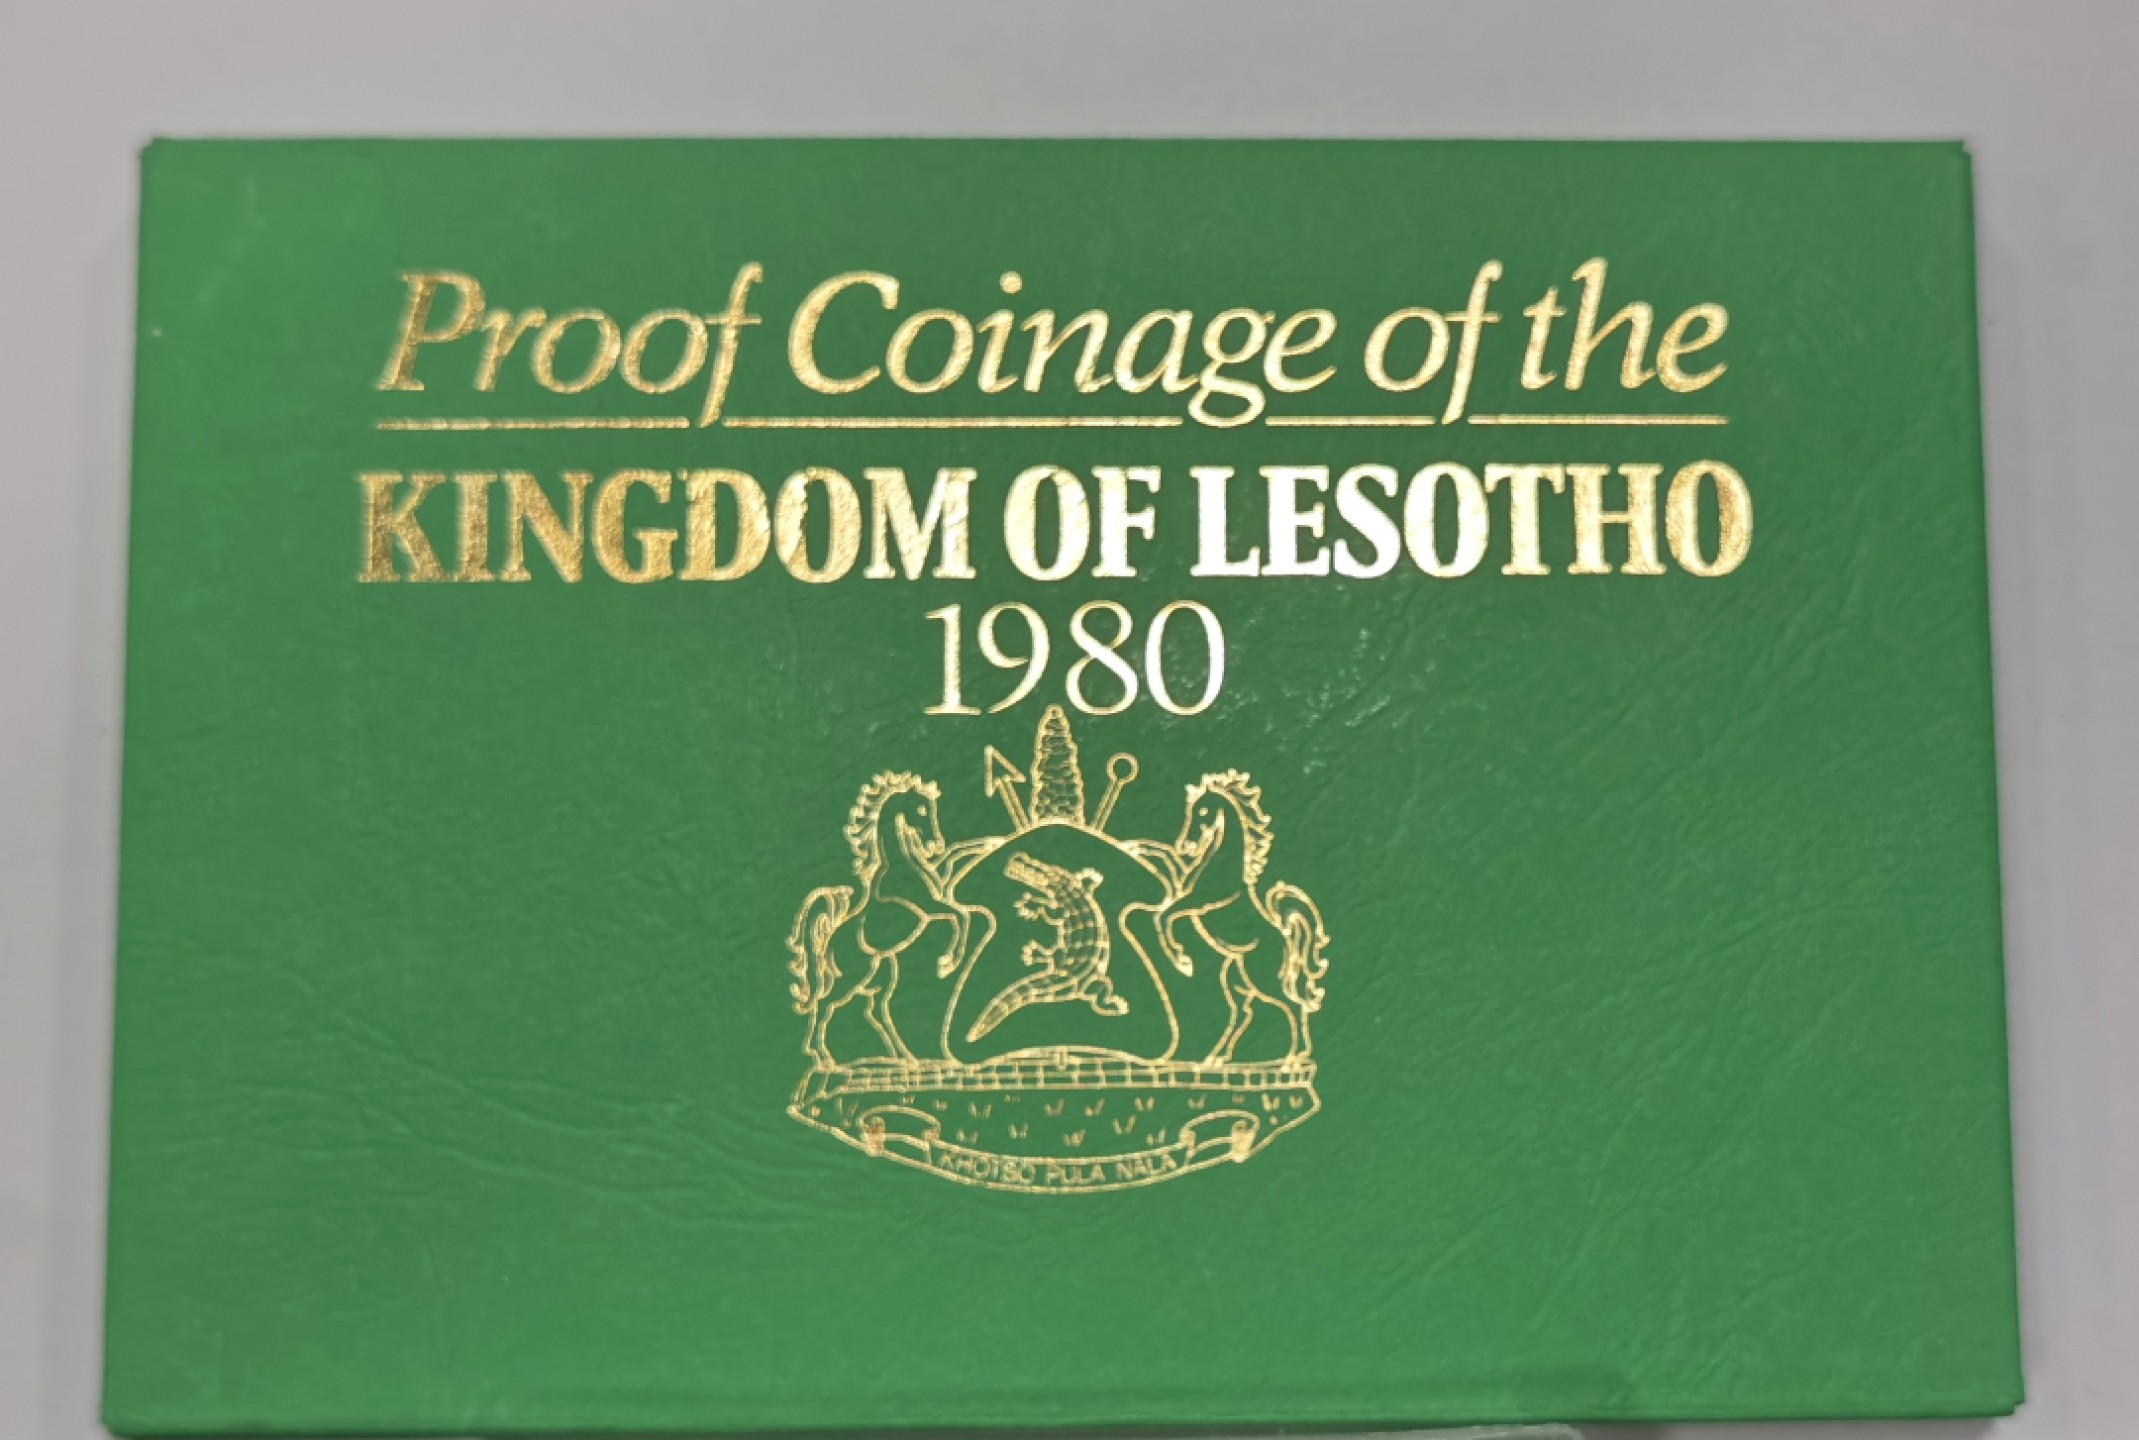 Proof Coinage of the
KINGDOM OF LESOTHO
1980
KHOTSO PULA NALA